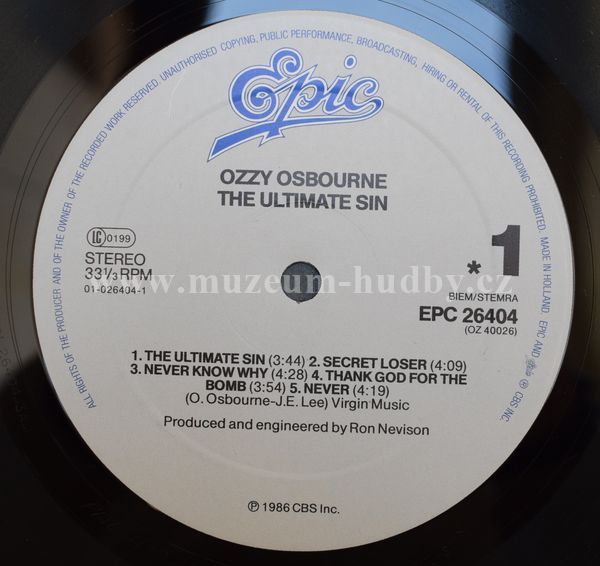 ALL RIGHTS OF THE PRODUCER AND OF THE OWNER OF THE RECORDED WORK RESERVED. UNAUTHORISED COPYING, PUBLIC PERFORMANCE, BROADCASTING, HIRING OR RENTAL OF THIS RECORDING PROHIBITED. MADE IN HOLLAND. EPIC AND Epic ® CBS INC.
Epic
OZZY OSBOURNE
THE ULTIMATE SIN
LC 0199
STEREO
33⅓ RPM
01-026404-1
* 1
BIEM/STEMRA
EPC 26404
(OZ 40026)
www.muzeum-hudby.cz
1. THE ULTIMATE SIN (3:44) 2. SECRET LOSER (4:09)
3. NEVER KNOW WHY (4:28) 4. THANK GOD FOR THE
BOMB (3:54) 5. NEVER (4:19)
(O. Osbourne-J.E. Lee) Virgin Music
Produced and engineered by Ron Nevison
℗ 1986 CBS Inc.